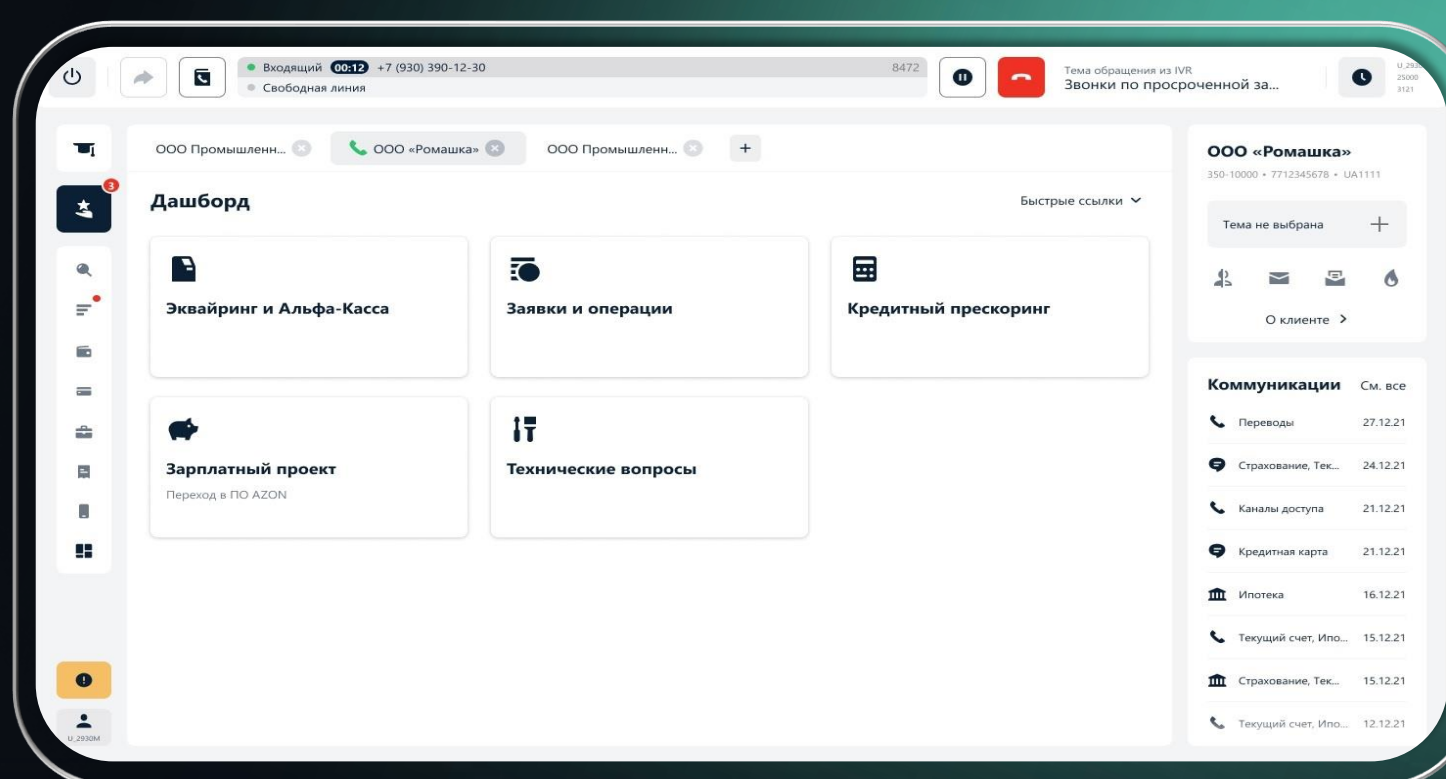 Входящий 00:12 +7 (930) 390-12-30 8472
Свободная линия
Тема обращения из IVR
Звонки по просроченной за...
25000
3121
ООО Промышленн...
ООО «Ромашка»
ООО Промышленн...
+
3
Дашборд
Быстрые ссылки
Эквайринг и Альфа-Касса
Заявки и операции
Кредитный прескоринг
Зарплатный проект
Переход в ПО AZON
Технические вопросы
U_2930M
ООО «Ромашка»
350-10000 • 7712345678 • UA1111
Тема не выбрана
О клиенте
Коммуникации См. все
Переводы 27.12.21
Страхование, Тек... 24.12.21
Каналы доступа 21.12.21
Кредитная карта 21.12.21
Ипотека 16.12.21
Текущий счет, Ипо... 15.12.21
Страхование, Тек... 15.12.21
Текущий счет, Ипо... 12.12.21